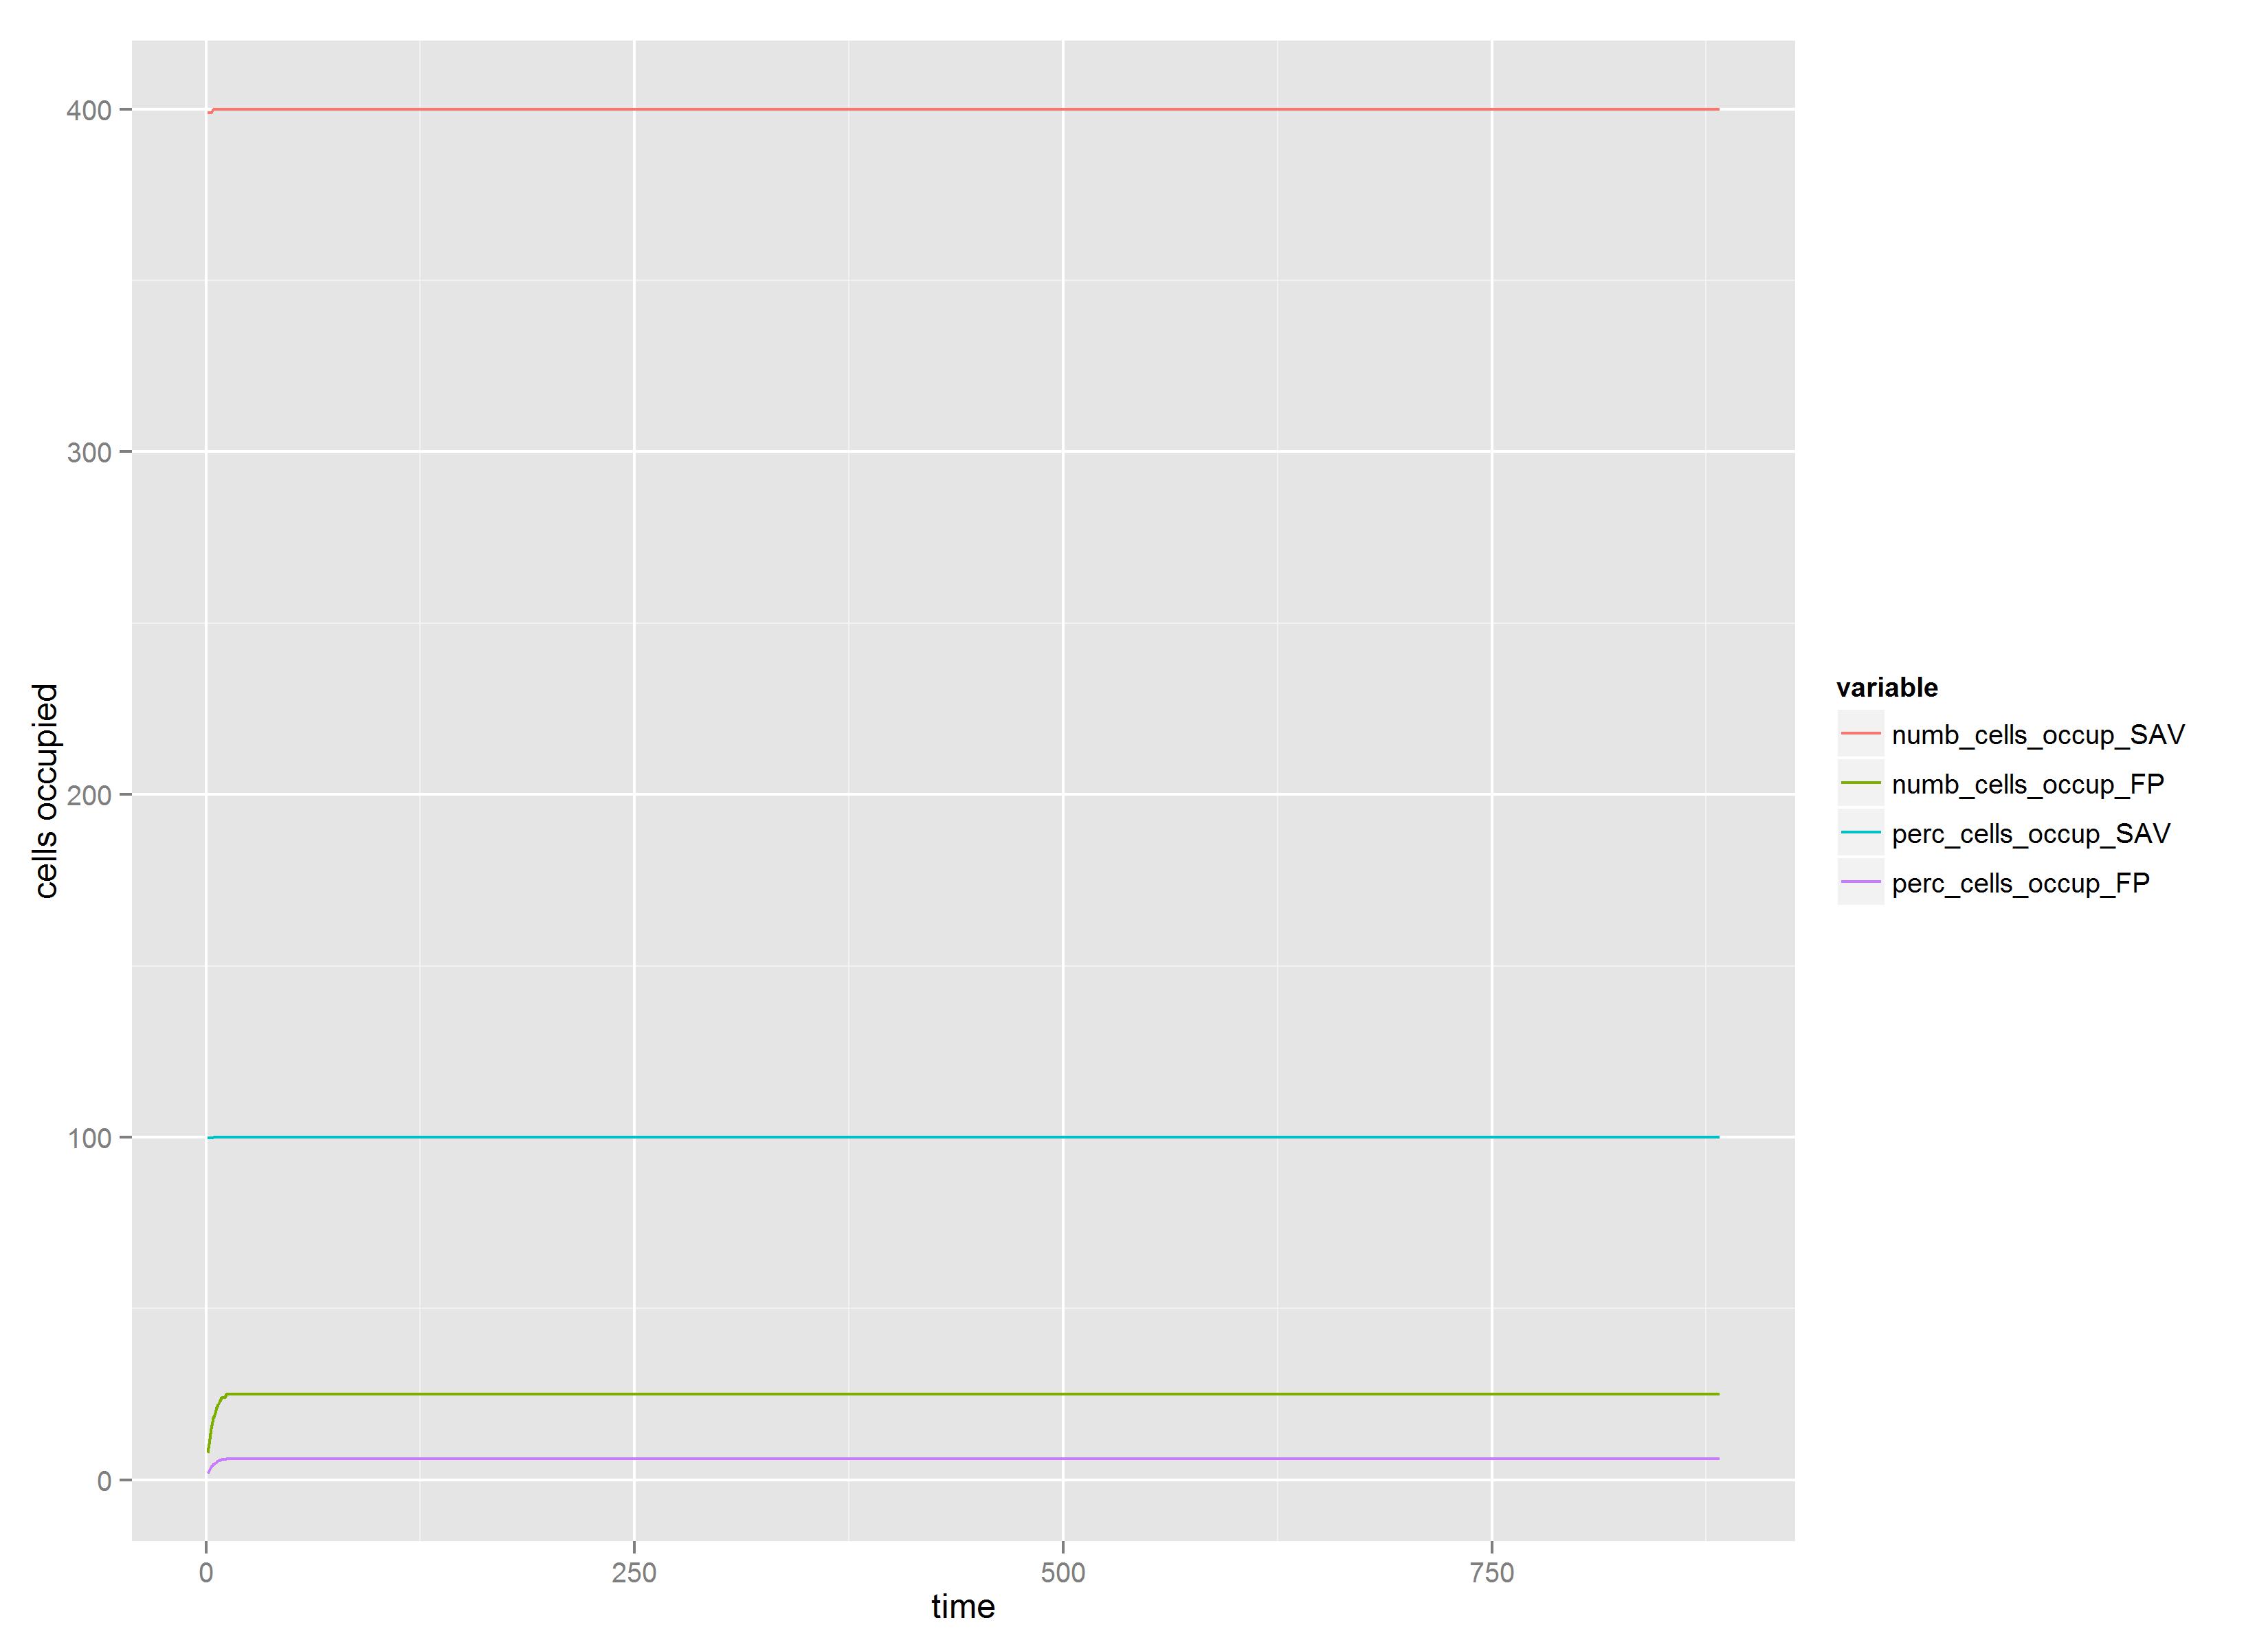 400
300
200
100
0
cells occupied
0 250 500 750
time
variable
numb_cells_occup_SAV
numb_cells_occup_FP
perc_cells_occup_SAV
perc_cells_occup_FP